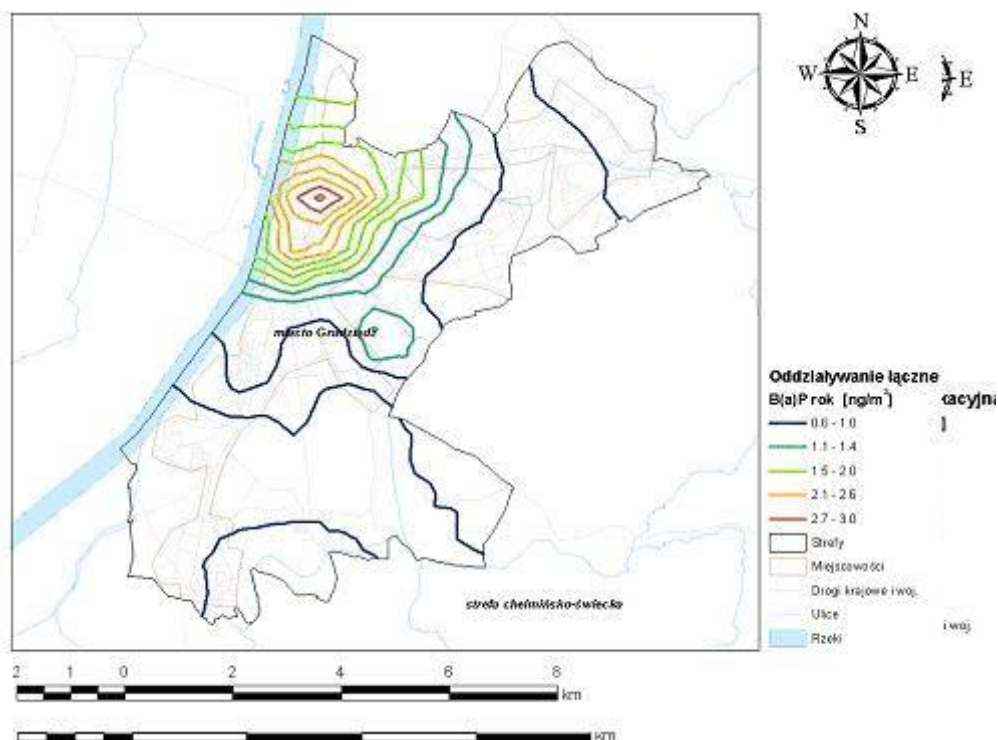 N
W E E
S
miasto Grudziądz
Oddziaływanie łączne
B(a)P rok [ng/m³] kacyjna
]
0.6 - 1.0
1.1 - 1.4
1.5 - 2.0
2.1 - 2.6
2.7 - 3.0
Strefy
Miejscowości
Drogi krajowe i woj.
Ulice
i woj.
Rzeki
strefa chełmińsko-świecka
2 1 0 2 4 6 8
km
km